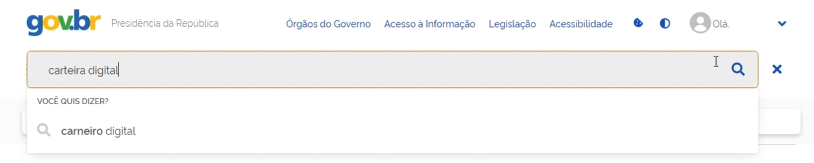 gov.br Presidência da República Órgãos do Governo Acesso à Informação Legislação Acessibilidade Olá,
carteira digital
VOCÊ QUIS DIZER?
carneiro digital